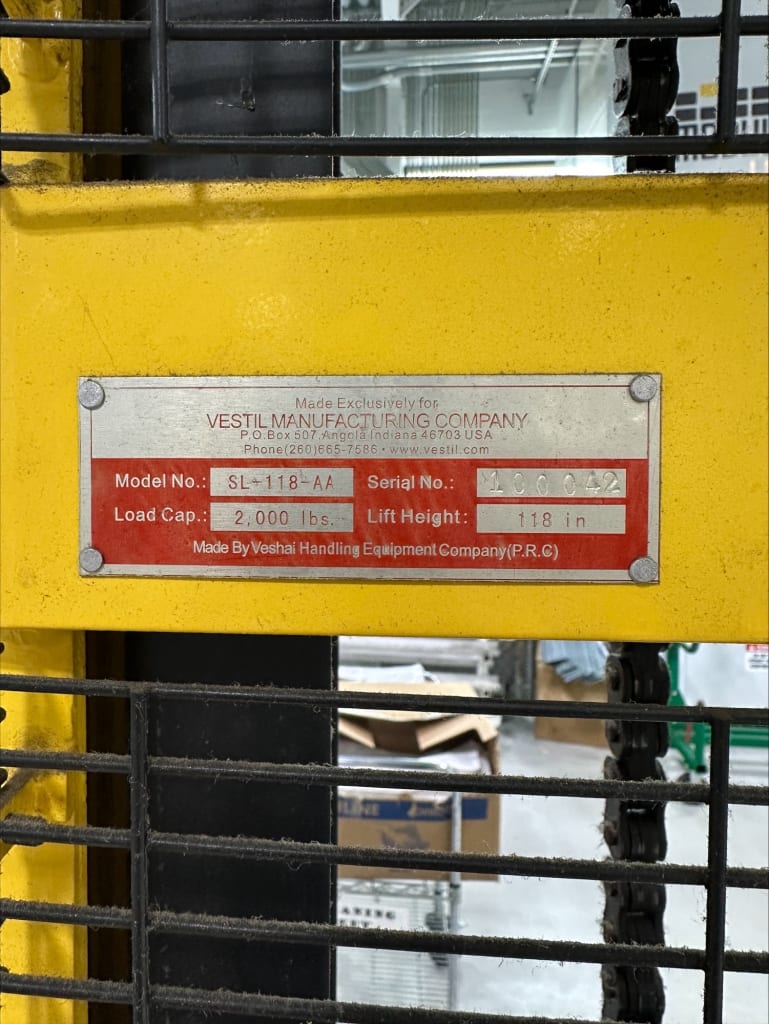 Made Exclusively for
VESTIL MANUFACTURING COMPANY
P.O.Box 507, Angola Indiana 46703 USA
Phone(260)665-7586 • www.vestil.com
Model No.: SL-118-AA Serial No.: 100042
Load Cap.: 2,000 lbs. Lift Height: 118 in
Made By Veshai Handling Equipment Company(P.R.C)